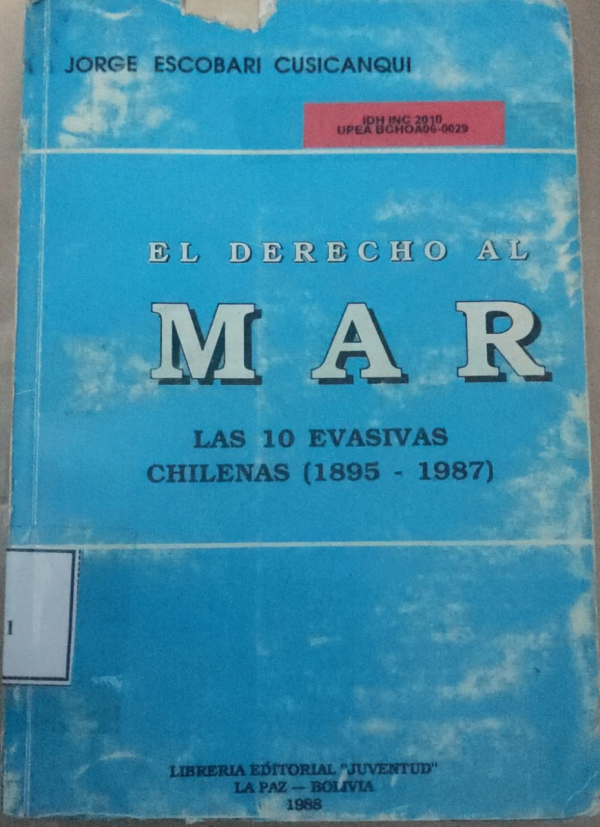 JORGE ESCOBARI CUSICANQUI
IDH INC 2010
UPEA BCHOA06-0029
EL DERECHO AL
MAR
LAS 10 EVASIVAS
CHILENAS (1895 - 1987)
1
LIBRERIA EDITORIAL "JUVENTUD"
LA PAZ — BOLIVIA
1988